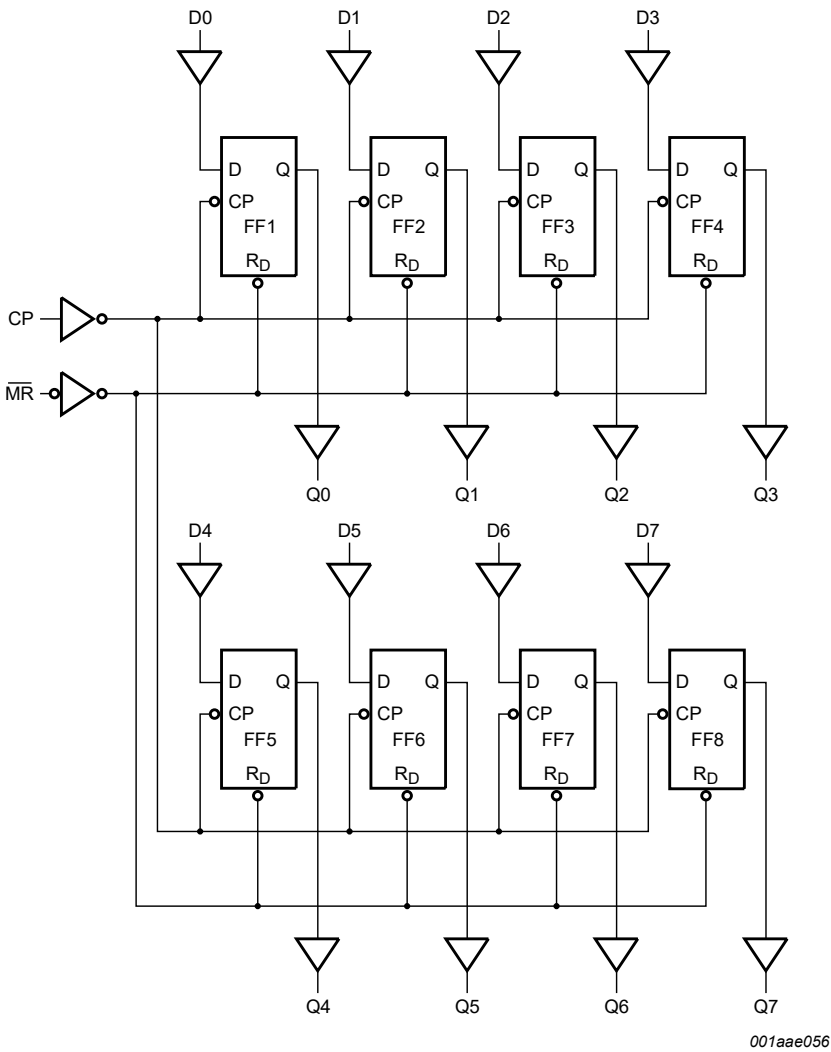 D0 D1 D2 D3
D Q D Q D Q D Q
CP CP CP CP
FF1 FF2 FF3 FF4
RD RD RD RD
CP
M̅R̅
Q0 Q1 Q2 Q3
D4 D5 D6 D7
D Q D Q D Q D Q
CP CP CP CP
FF5 FF6 FF7 FF8
RD RD RD RD
Q4 Q5 Q6 Q7
001aae056